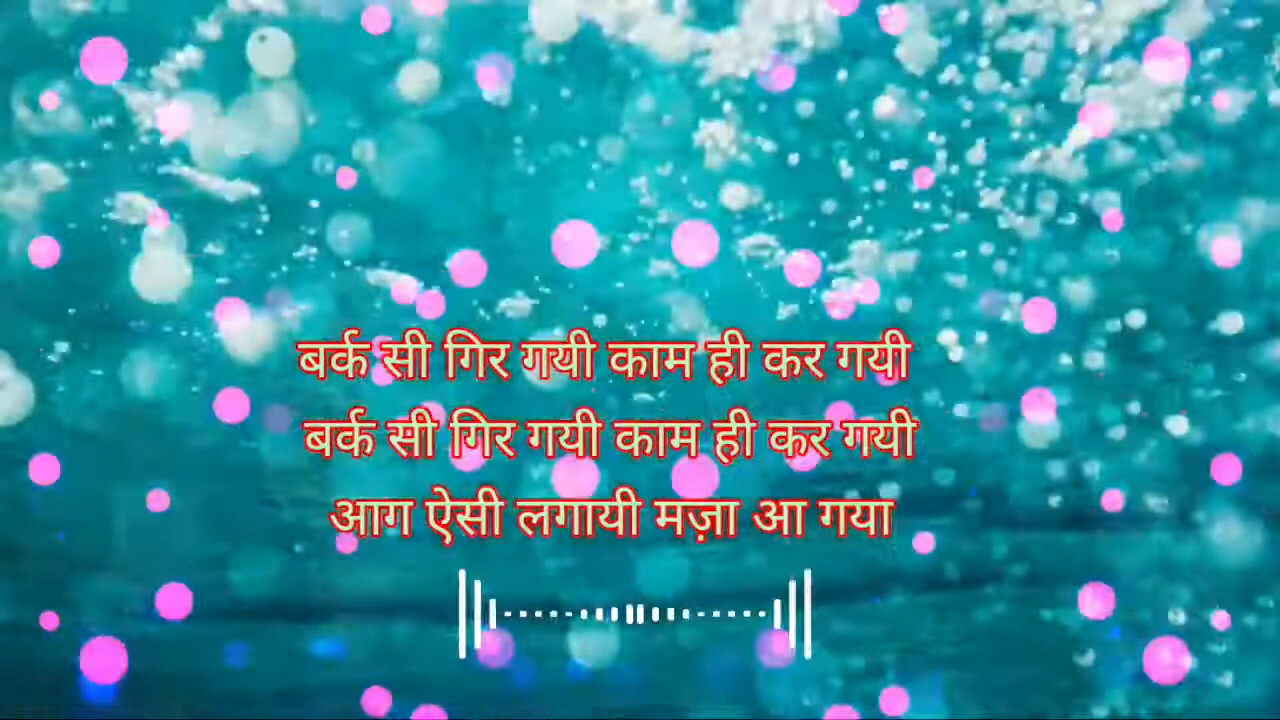 बर्क सी गिर गयी काम ही कर गयी
बर्क सी गिर गयी काम ही कर गयी
आग ऐसी लगायी मज़ा आ गया